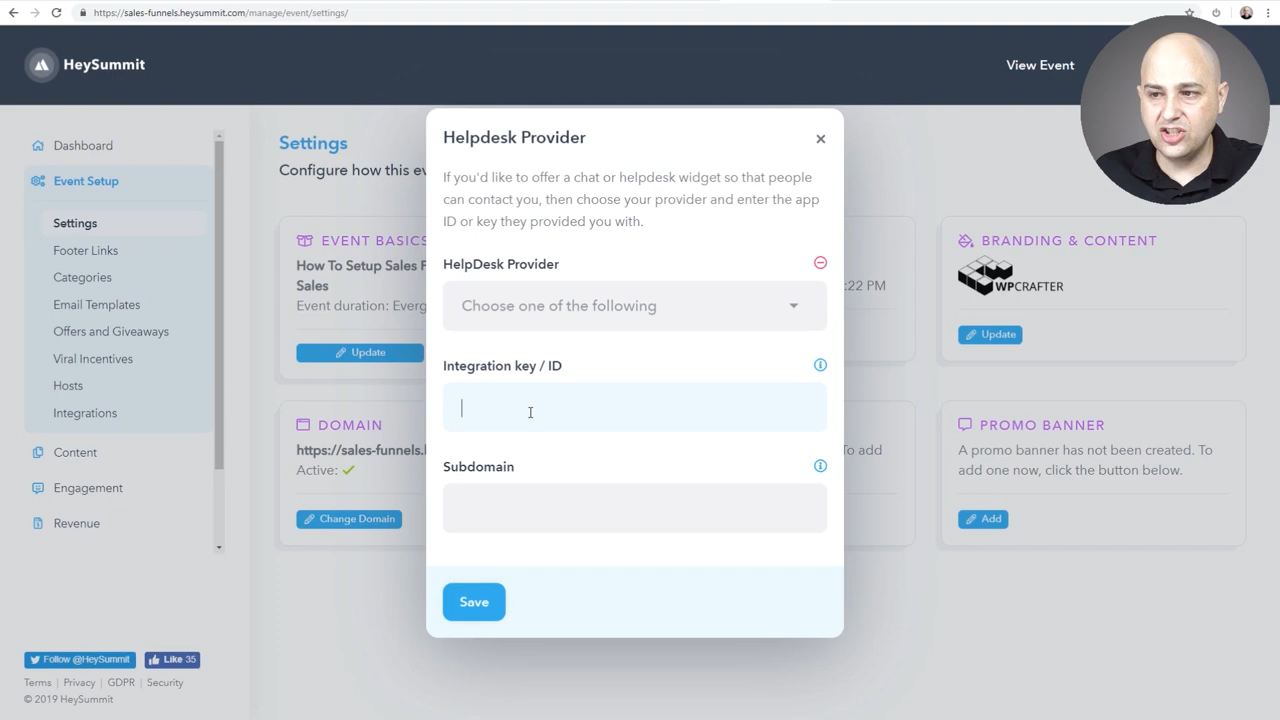 https://sales-funnels.heysummit.com/manage/event/settings/
HeySummit
View Event
Dashboard
Event Setup
Settings
Footer Links
Categories
Email Templates
Offers and Giveaways
Viral Incentives
Hosts
Integrations
Content
Engagement
Revenue
Follow @HeySummit
Like 35
Terms | Privacy | GDPR | Security
© 2019 HeySummit
Settings
Configure how this ev
EVENT BASICS
How To Setup Sales F
Sales
Event duration: Everg
Update
:22 PM
BRANDING & CONTENT
WPCRAFTER
Update
DOMAIN
https://sales-funnels.
Active:
Change Domain
To add
PROMO BANNER
A promo banner has not been created. To
add one now, click the button below.
Add
Helpdesk Provider
×
If you'd like to offer a chat or helpdesk widget so that people
can contact you, then choose your provider and enter the app
ID or key they provided you with.
HelpDesk Provider
Choose one of the following
Integration key / ID
Subdomain
Save